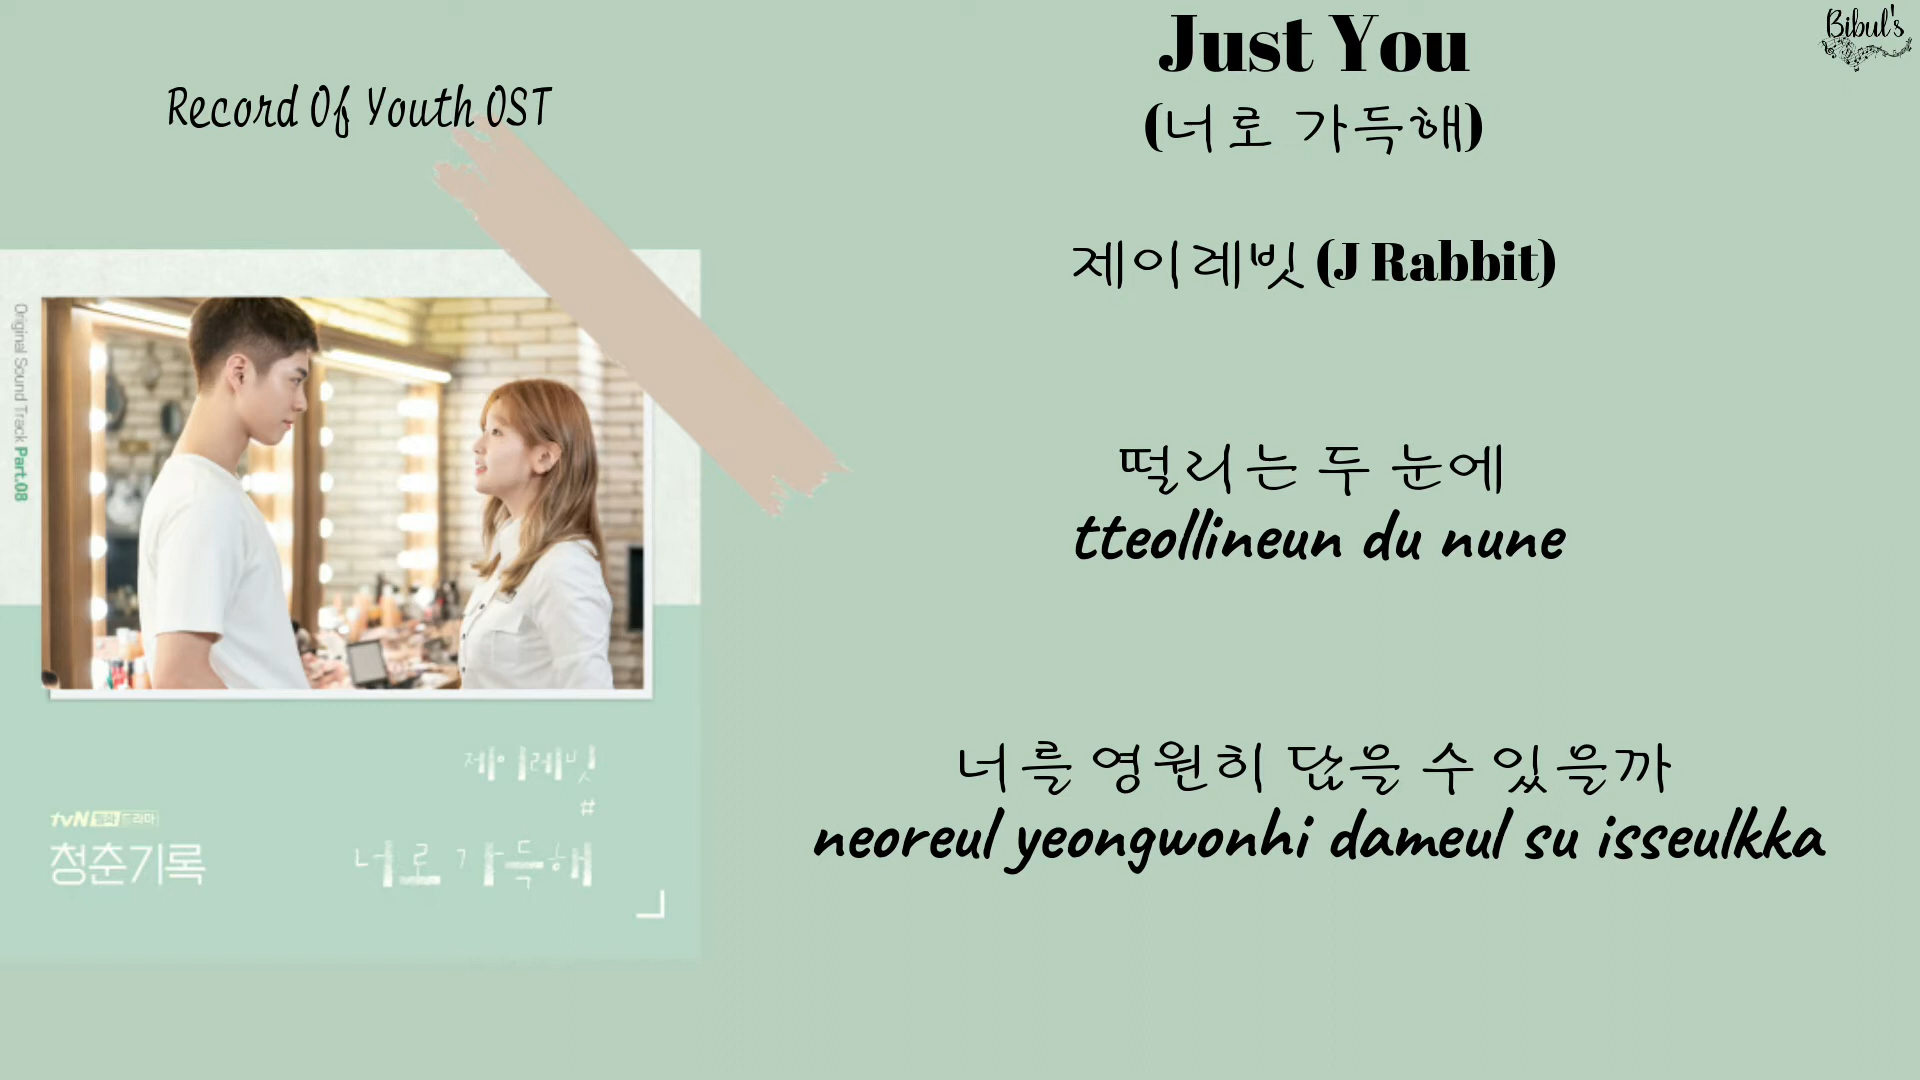 Record Of Youth OST
Just You
(너로 가득해)
Bibul's
제이레빗 (J Rabbit)
떨리는 두 눈에
tteollineun du nune
너를 영원히 담을 수 있을까
neoreul yeongwonhi dameul su isseulkka
Original Sound Track Part.08
제이레빗
#
너로 가득해
tvN 월화드라마
청춘기록